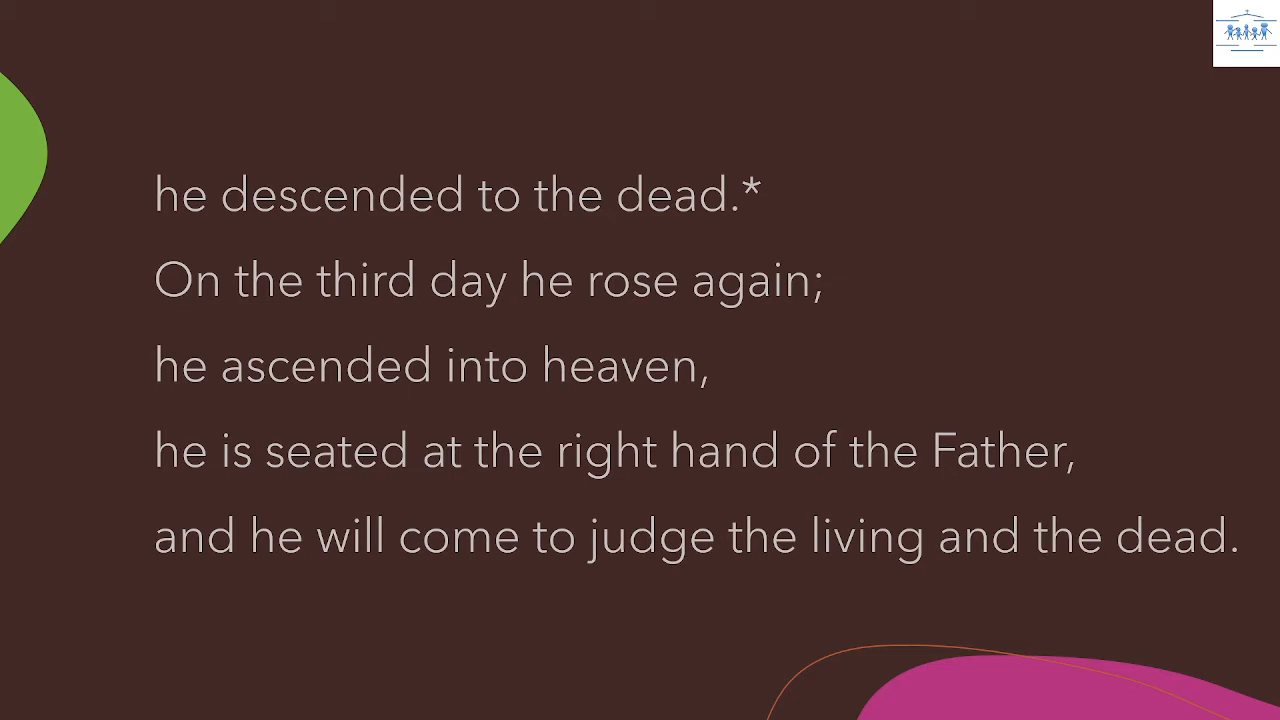 he descended to the dead.*
On the third day he rose again;
he ascended into heaven,
he is seated at the right hand of the Father,
and he will come to judge the living and the dead.